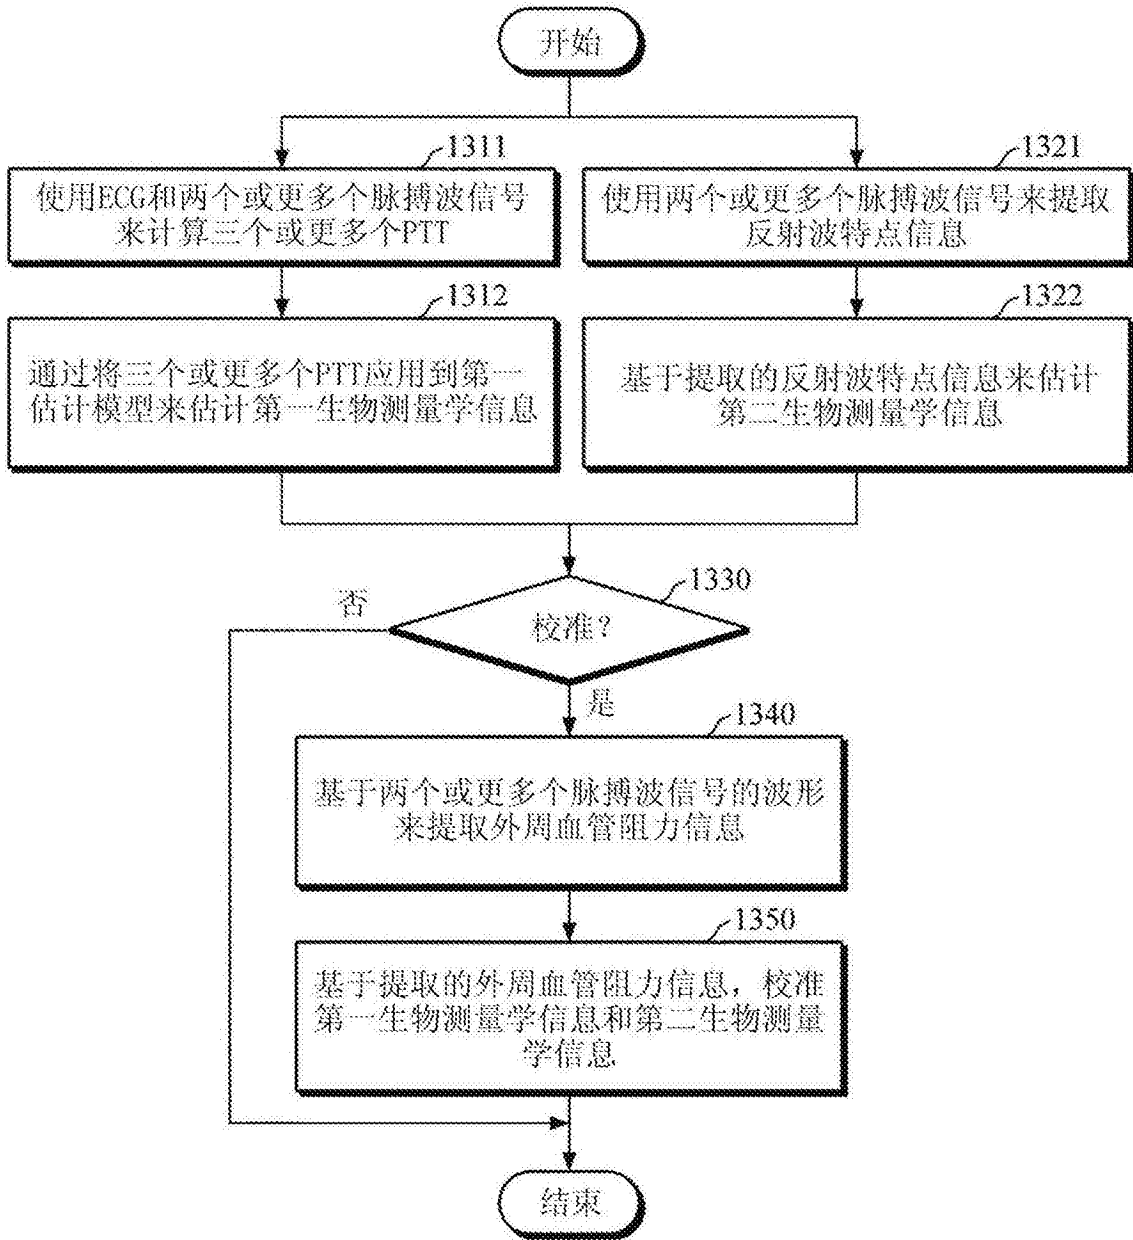 开始
1311
使用ECG和两个或更多个脉搏波信号
来计算三个或更多个PTT
1321
使用两个或更多个脉搏波信号来提取
反射波特点信息
1312
通过将三个或更多个PTT应用到第一
估计模型来估计第一生物测量学信息
1322
基于提取的反射波特点信息来估计
第二生物测量学信息
1330
校准?
否
是
1340
基于两个或更多个脉搏波信号的波形
来提取外周血管阻力信息
1350
基于提取的外周血管阻力信息，校准
第一生物测量学信息和第二生物测量
学信息
结束